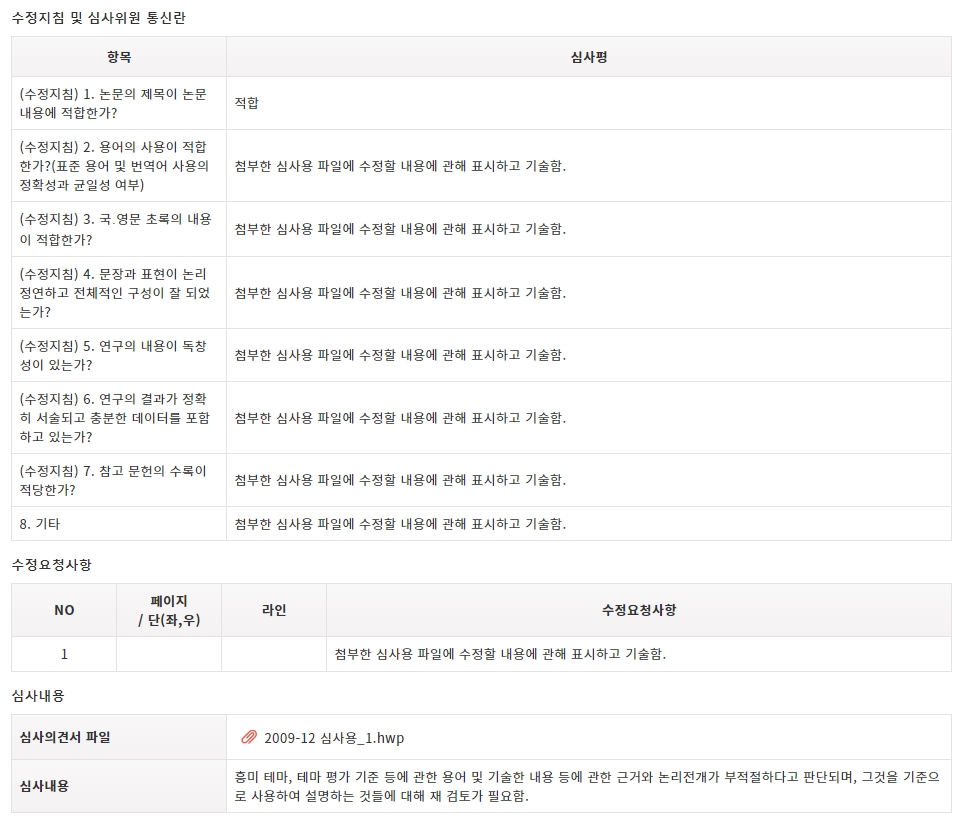 수정지침 및 심사위원 통신란
항목 심사평
(수정지침) 1. 논문의 제목이 논문
내용에 적합한가?
적합
(수정지침) 2. 용어의 사용이 적합
한가?(표준 용어 및 번역어 사용의
정확성과 균일성 여부)
첨부한 심사용 파일에 수정할 내용에 관해 표시하고 기술함.
(수정지침) 3. 국.영문 초록의 내용
이 적합한가?
첨부한 심사용 파일에 수정할 내용에 관해 표시하고 기술함.
(수정지침) 4. 문장과 표현이 논리
정연하고 전체적인 구성이 잘 되었
는가?
첨부한 심사용 파일에 수정할 내용에 관해 표시하고 기술함.
(수정지침) 5. 연구의 내용이 독창
성이 있는가?
첨부한 심사용 파일에 수정할 내용에 관해 표시하고 기술함.
(수정지침) 6. 연구의 결과가 정확
히 서술되고 충분한 데이터를 포함
하고 있는가?
첨부한 심사용 파일에 수정할 내용에 관해 표시하고 기술함.
(수정지침) 7. 참고 문헌의 수록이
적당한가?
첨부한 심사용 파일에 수정할 내용에 관해 표시하고 기술함.
8. 기타 첨부한 심사용 파일에 수정할 내용에 관해 표시하고 기술함.
수정요청사항
NO
페이지
/ 단(좌,우)
라인
수정요청사항
1 첨부한 심사용 파일에 수정할 내용에 관해 표시하고 기술함.
심사내용
심사의견서 파일 2009-12 심사용_1.hwp
심사내용
흥미 테마, 테마 평가 기준 등에 관한 용어 및 기술한 내용 등에 관한 근거와 논리전개가 부적절하다고 판단되며, 그것을 기준으
로 사용하여 설명하는 것들에 대해 재 검토가 필요함.